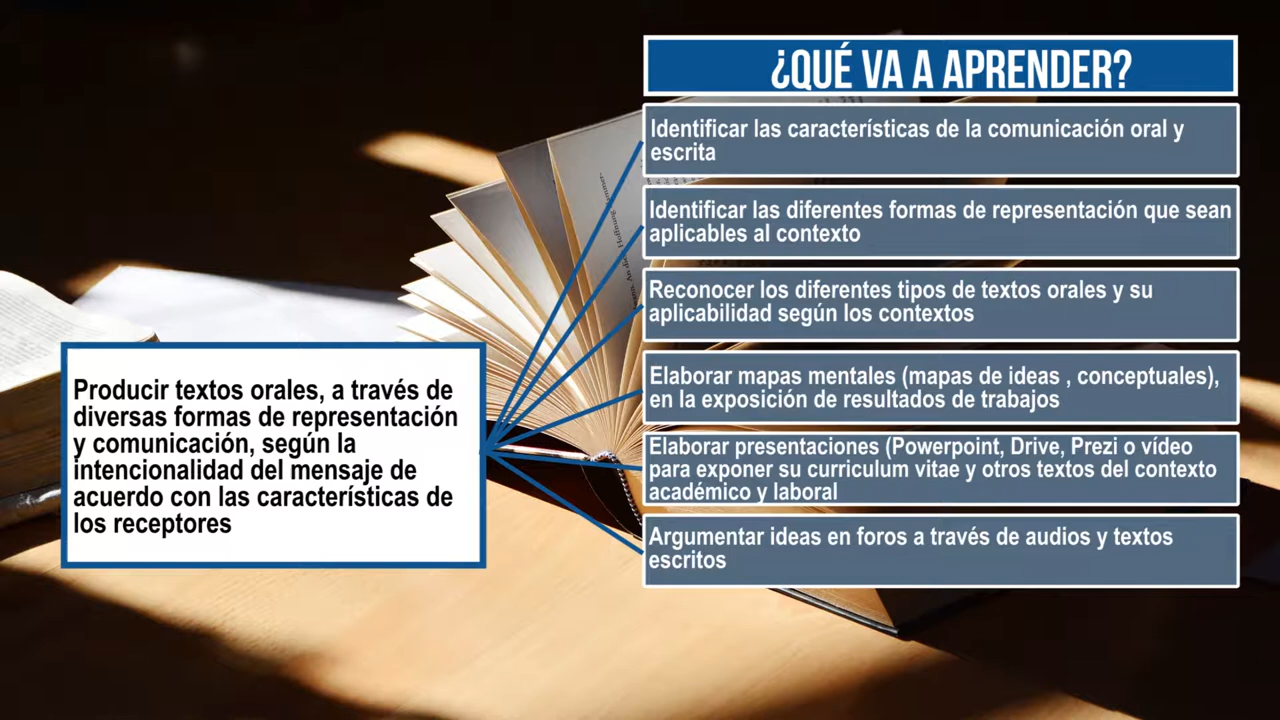 ¿QUÉ VA A APRENDER?
Identificar las características de la comunicación oral y
escrita
Identificar las diferentes formas de representación que sean
aplicables al contexto
Reconocer los diferentes tipos de textos orales y su
aplicabilidad según los contextos
Elaborar mapas mentales (mapas de ideas , conceptuales),
en la exposición de resultados de trabajos
Elaborar presentaciones (Powerpoint, Drive, Prezi o vídeo
para exponer su curriculum vitae y otros textos del contexto
académico y laboral
Argumentar ideas en foros a través de audios y textos
escritos
Producir textos orales, a través de
diversas formas de representación
y comunicación, según la
intencionalidad del mensaje de
acuerdo con las características de
los receptores